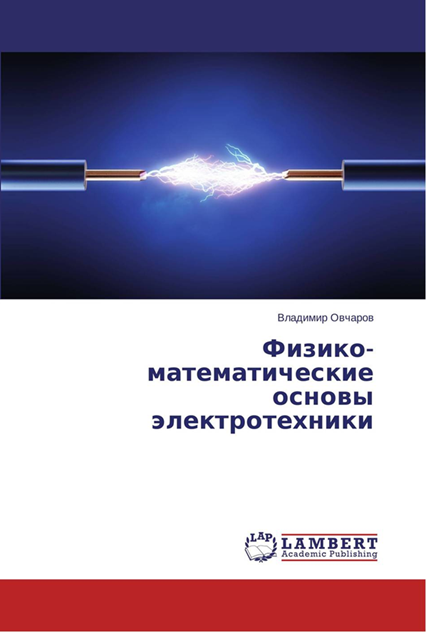 Владимир Овчаров
Физико-
математические
основы
электротехники
LAP
LAMBERT
Academic Publishing